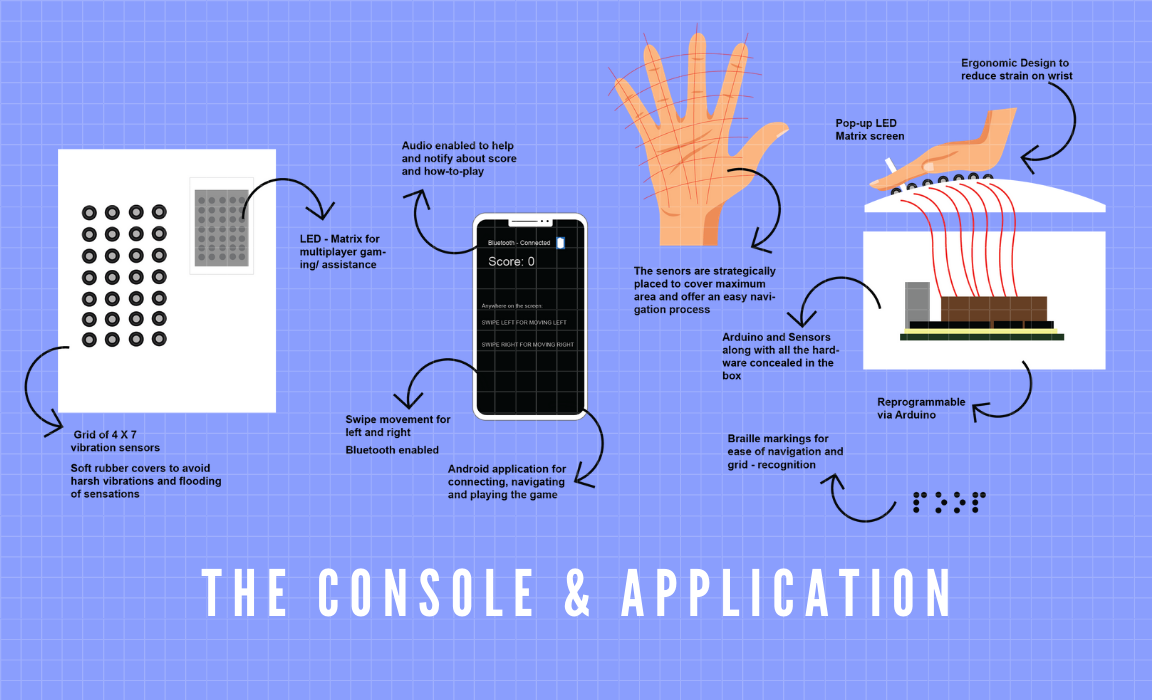 Ergonomic Design to
reduce strain on wrist
Pop-up LED
Matrix screen
Audio enabled to help
and notify about score
and how-to-play
LED - Matrix for
multiplayer gam-
ing/ assistance
Bluetooth - Connected
Score: 0
Anywhere on the screen
SWIPE LEFT FOR MOVING LEFT
SWIPE RIGHT FOR MOVING RIGHT
The senors are strategically
placed to cover maximum
area and offer an easy navi-
gation process
Arduino and Sensors
along with all the hard-
ware concealed in the
box
Reprogrammable
via Arduino
Grid of 4 X 7
vibration sensors
Soft rubber covers to avoid
harsh vibrations and flooding
of sensations
Swipe movement for
left and right
Bluetooth enabled
Android application for
connecting, navigating
and playing the game
Braille markings for
ease of navigation and
grid - recognition
THE CONSOLE & APPLICATION